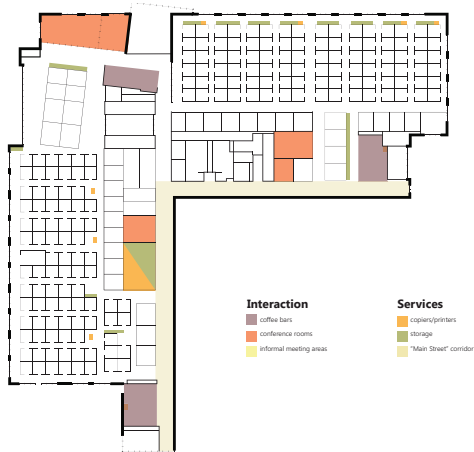 Interaction
coffee bars
conference rooms
informal meeting areas
Services
copiers/printers
storage
"Main Street" corridor